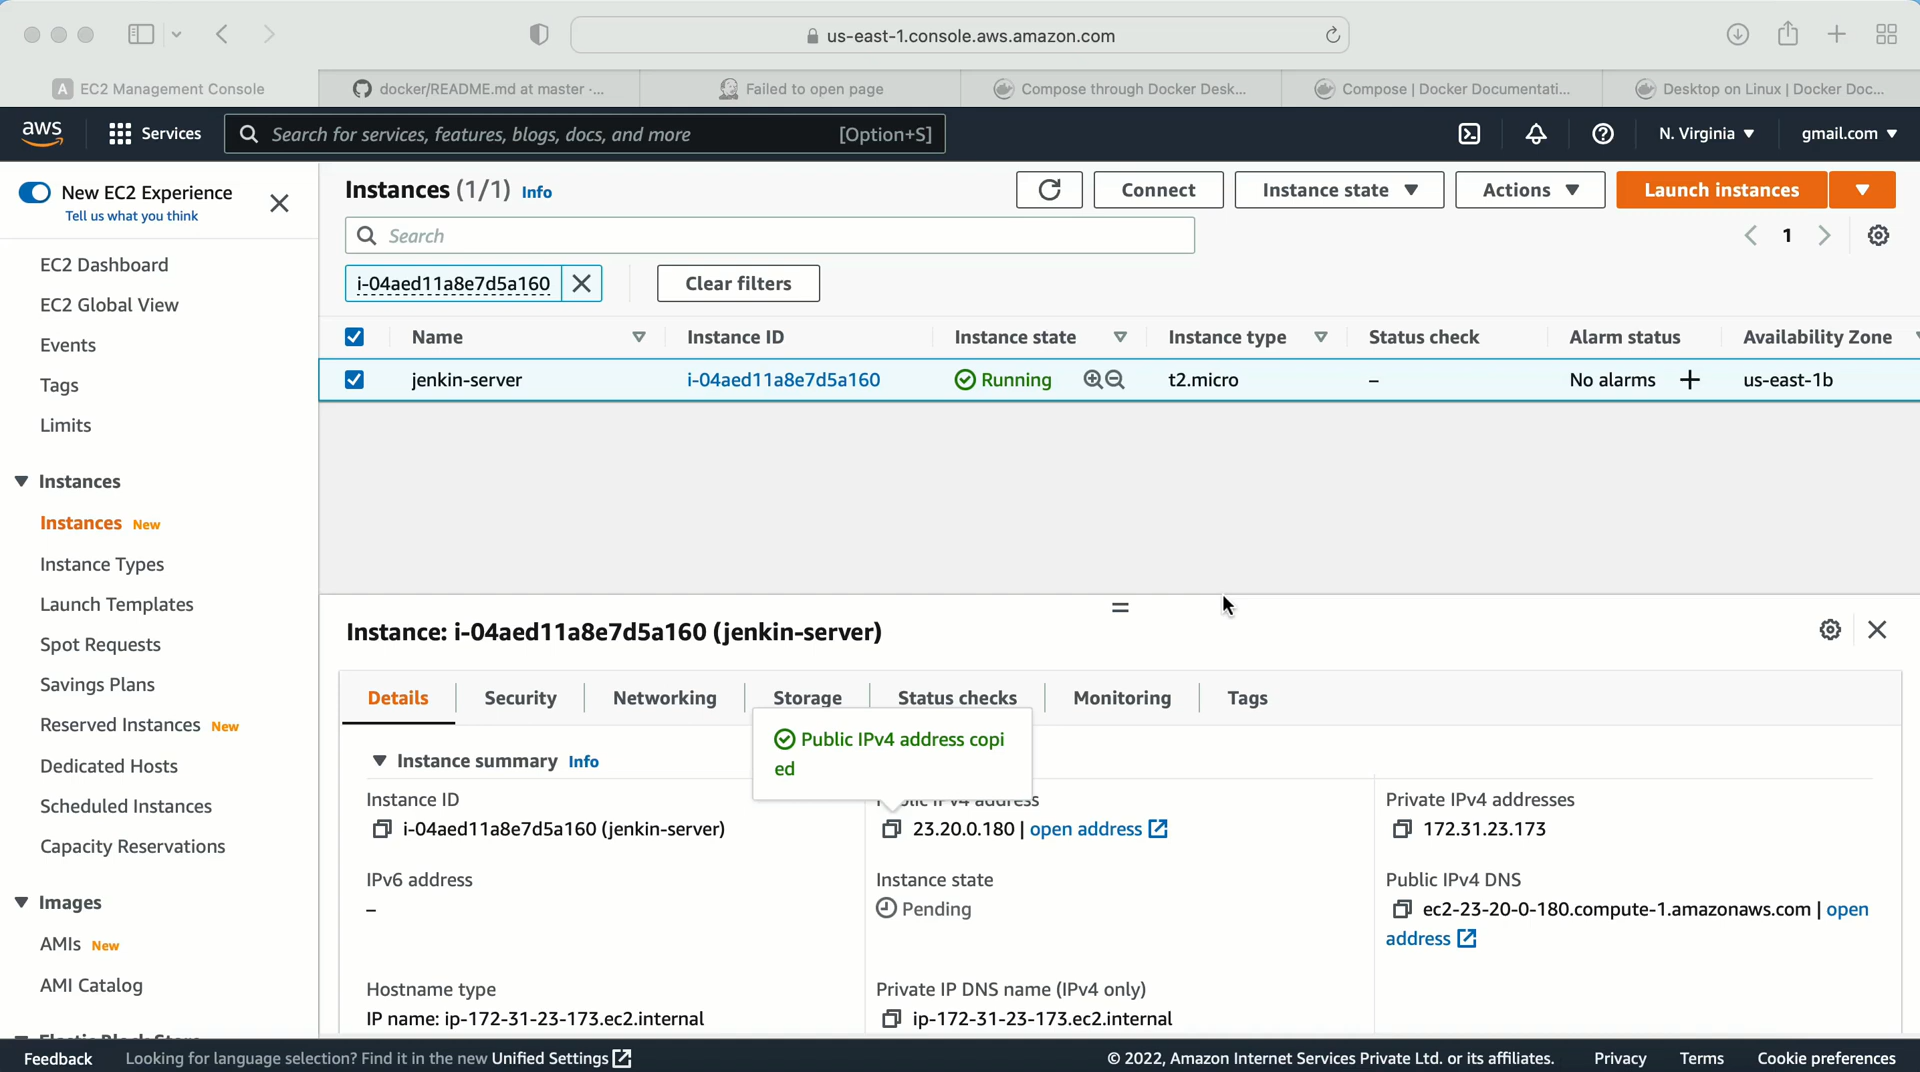 us-east-1.console.aws.amazon.com
A EC2 Management Console
docker/README.md at master ·...
Failed to open page
Compose through Docker Desk...
Compose | Docker Documentati...
Desktop on Linux | Docker Doc...
aws
Services
Search for services, features, blogs, docs, and more
[Option+S]
N. Virginia
gmail.com
New EC2 Experience
Tell us what you think
EC2 Dashboard
EC2 Global View
Events
Tags
Limits
Instances
Instances New
Instance Types
Launch Templates
Spot Requests
Savings Plans
Reserved Instances New
Dedicated Hosts
Scheduled Instances
Capacity Reservations
Images
AMIs New
AMI Catalog
Instances (1/1) Info
Connect
Instance state
Actions
Launch instances
Search
1
i-04aed11a8e7d5a160
Clear filters
Name
Instance ID
Instance state
Instance type
Status check
Alarm status
Availability Zone
jenkin-server
i-04aed11a8e7d5a160
Running
t2.micro
–
No alarms
us-east-1b
Instance: i-04aed11a8e7d5a160 (jenkin-server)
Details
Security
Networking
Storage
Status checks
Monitoring
Tags
Public IPv4 address copi
ed
Instance summary Info
Instance ID
i-04aed11a8e7d5a160 (jenkin-server)
IPv4 address
23.20.0.180 | open address
Private IPv4 addresses
172.31.23.173
IPv6 address
–
Instance state
Pending
Public IPv4 DNS
ec2-23-20-0-180.compute-1.amazonaws.com | open
address
Hostname type
IP name: ip-172-31-23-173.ec2.internal
Private IP DNS name (IPv4 only)
ip-172-31-23-173.ec2.internal
Feedback
Looking for language selection? Find it in the new Unified Settings
© 2022, Amazon Internet Services Private Ltd. or its affiliates.
Privacy
Terms
Cookie preferences